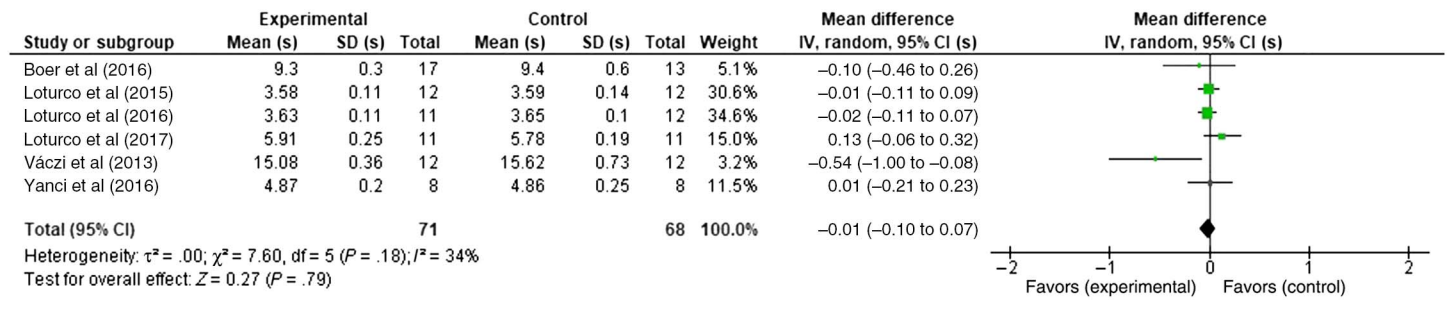 Experimental Control Mean difference Mean difference
Study or subgroup Mean (s) SD (s) Total Mean (s) SD (s) Total Weight IV, random, 95% CI (s) IV, random, 95% CI (s)
Boer et al (2016) 9.3 0.3 17 9.4 0.6 13 5.1% –0.10 (–0.46 to 0.26)
Loturco et al (2015) 3.58 0.11 12 3.59 0.14 12 30.6% –0.01 (–0.11 to 0.09)
Loturco et al (2016) 3.63 0.11 11 3.65 0.1 12 34.6% –0.02 (–0.11 to 0.07)
Loturco et al (2017) 5.91 0.25 11 5.78 0.19 11 15.0% 0.13 (–0.06 to 0.32)
Váczi et al (2013) 15.08 0.36 12 15.62 0.73 12 3.2% –0.54 (–1.00 to –0.08)
Yanci et al (2016) 4.87 0.2 8 4.86 0.25 8 11.5% 0.01 (–0.21 to 0.23)
Total (95% CI) 71 68 100.0% –0.01 (–0.10 to 0.07)
Heterogeneity: τ² = .00; χ² = 7.60, df = 5 (P = .18); I² = 34%
Test for overall effect: Z = 0.27 (P = .79)
–2 –1 0 1 2
Favors (experimental) Favors (control)